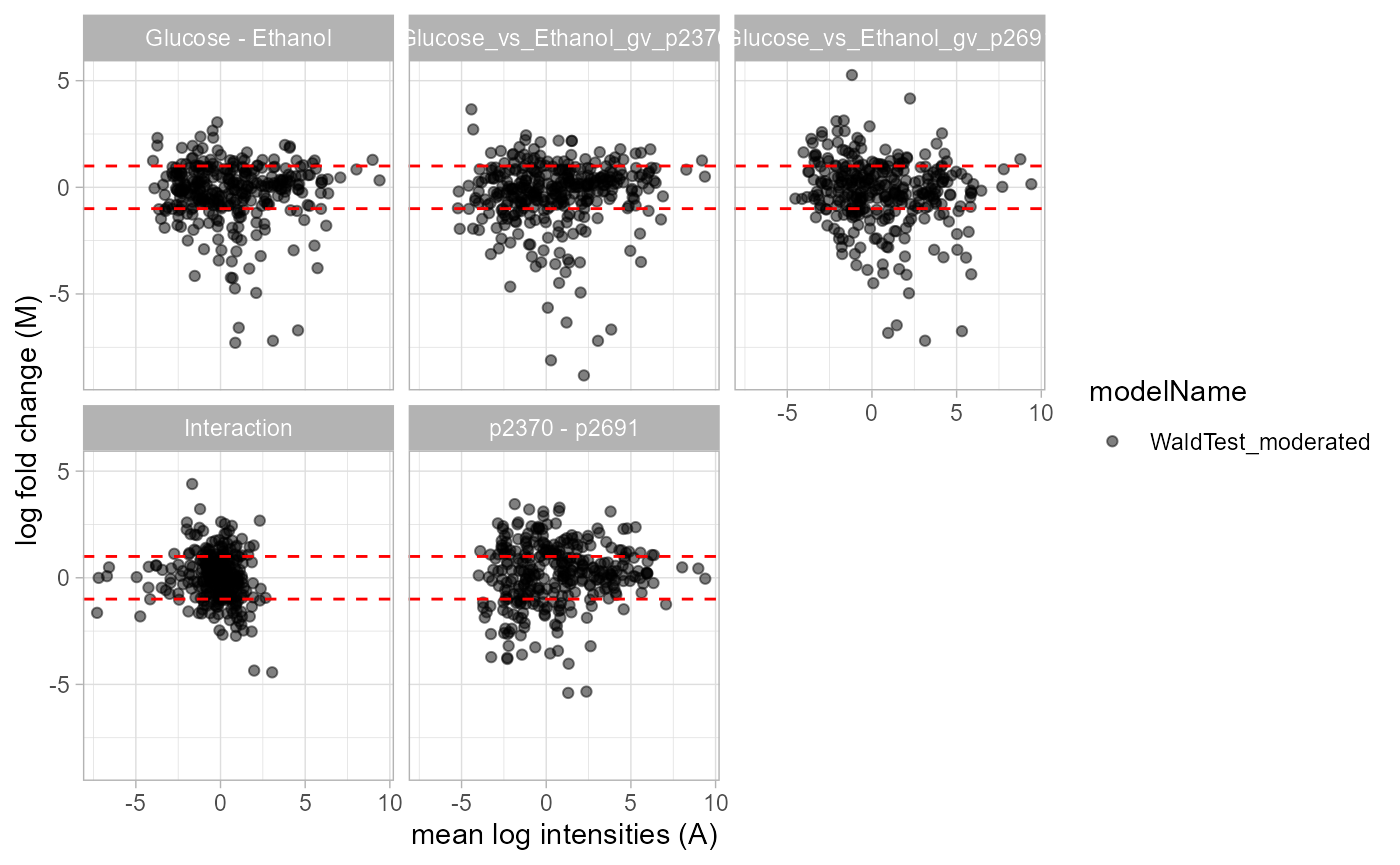 Glucose - Ethanol
Glucose_vs_Ethanol_gv_p2370
Glucose_vs_Ethanol_gv_p269
5
0
-5
-5
0
5
10
Interaction
p2370 - p2691
5
0
-5
-5
0
5
10
-5
0
5
10
mean log intensities (A)
log fold change (M)
modelName
WaldTest_moderated